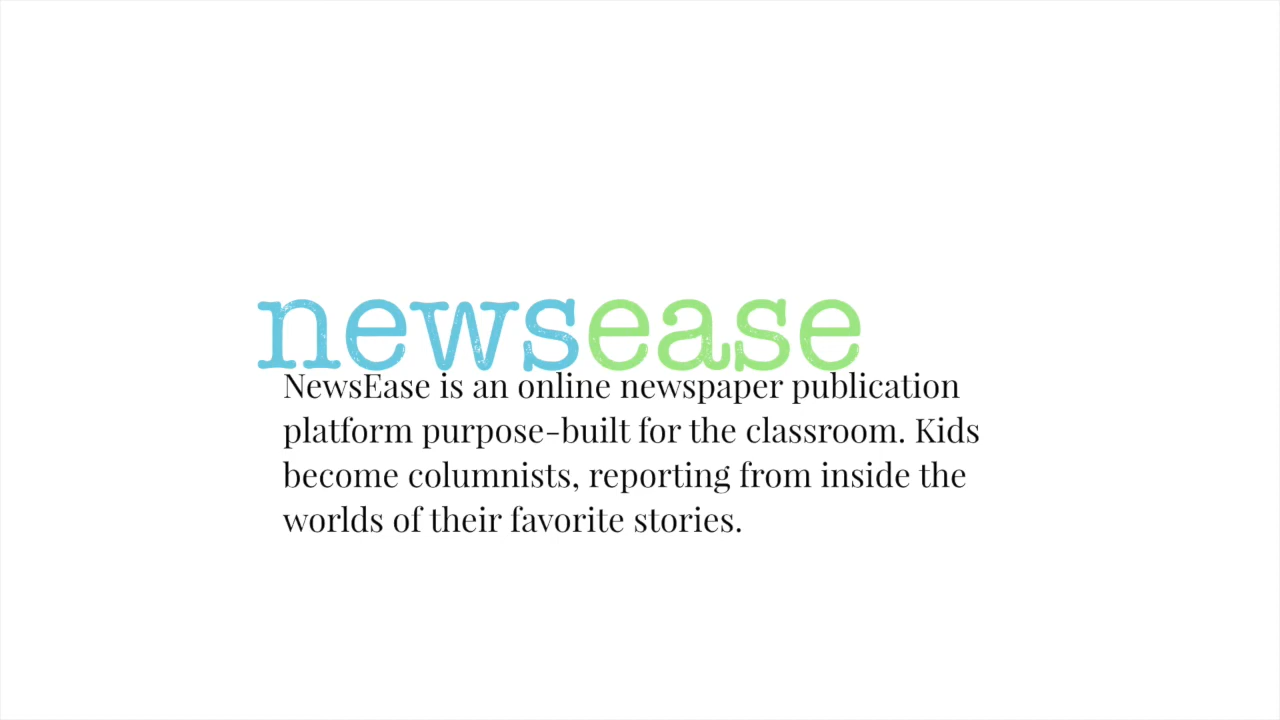 newsease
NewsEase is an online newspaper publication
platform purpose-built for the classroom. Kids
become columnists, reporting from inside the
worlds of their favorite stories.